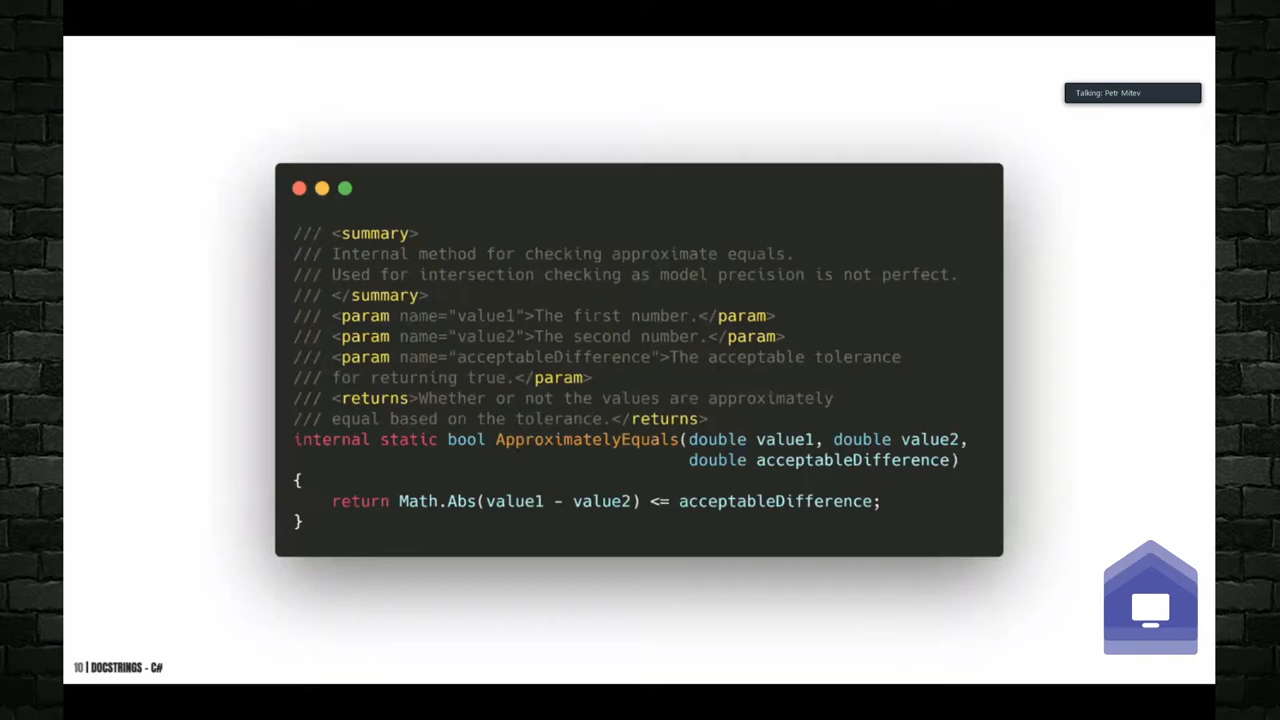 Talking: Petr Mitev
/// <summary>
/// Internal method for checking approximate equals.
/// Used for intersection checking as model precision is not perfect.
/// </summary>
/// <param name="value1">The first number.</param>
/// <param name="value2">The second number.</param>
/// <param name="acceptableDifference">The acceptable tolerance
/// for returning true.</param>
/// <returns>Whether or not the values are approximately
/// equal based on the tolerance.</returns>
internal static bool ApproximatelyEquals(double value1, double value2,
double acceptableDifference)
{
return Math.Abs(value1 - value2) <= acceptableDifference;
}
10 | DOCSTRINGS - C#